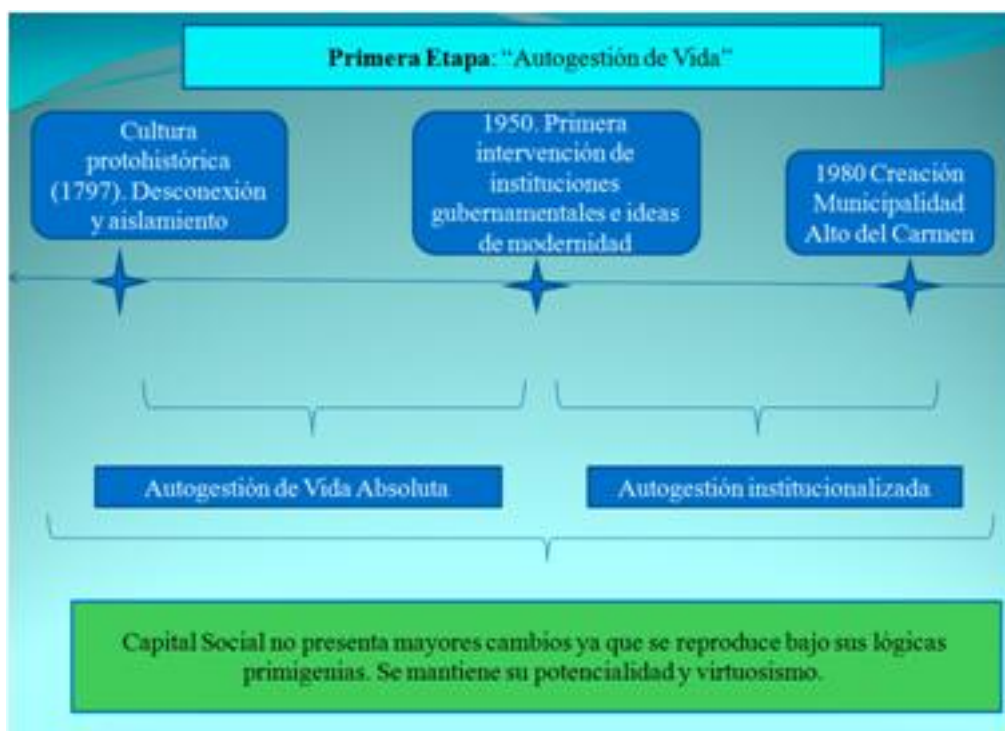 Primera Etapa: “Autogestión de Vida”
Cultura
protohistórica
(1797). Desconexión
y aislamiento
1950. Primera
intervención de
instituciones
gubernamentales e ideas
de modernidad
1980 Creación
Municipalidad
Alto del Carmen
Autogestión de Vida Absoluta
Autogestión institucionalizada
Capital Social no presenta mayores cambios ya que se reproduce bajo sus lógicas
primigenias. Se mantiene su potencialidad y virtuosismo.